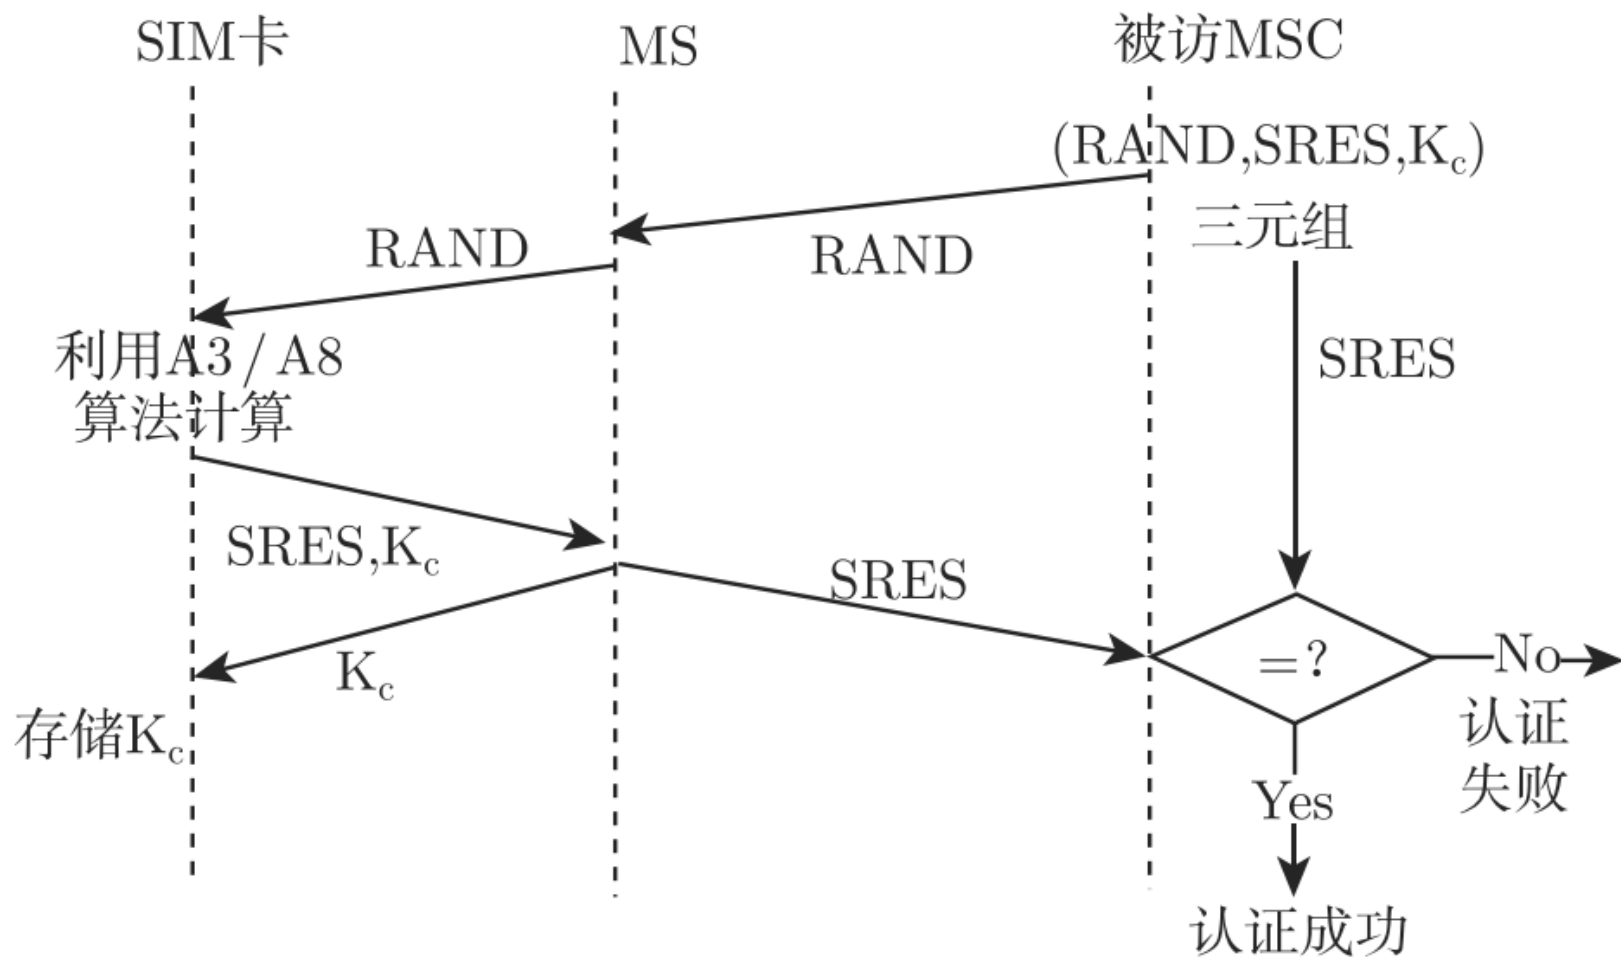 SIM卡
MS
被访MSC
(RAND,SRES,Kc)
三元组
RAND
RAND
利用A3/A8
算法计算
SRES
SRES,Kc
SRES
Kc
=?
No
认证
失败
存储Kc
Yes
认证成功